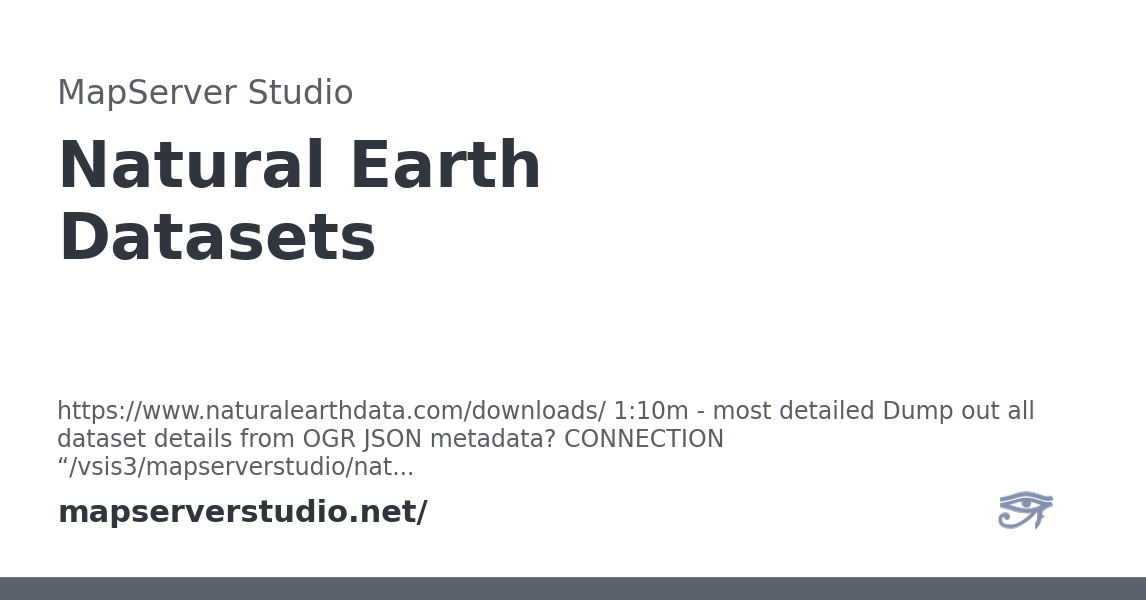 MapServer Studio
Natural Earth
Datasets
https://www.naturalearthdata.com/downloads/ 1:10m - most detailed Dump out all
dataset details from OGR JSON metadata? CONNECTION
“/vsis3/mapserverstudio/nat...
mapserverstudio.net/